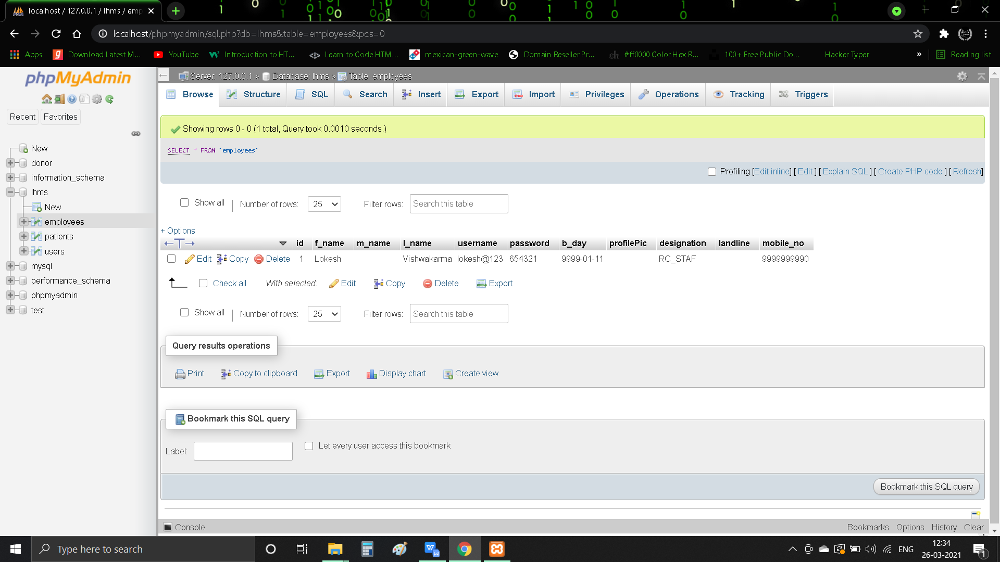 localhost / 127.0.0.1 / lhms / emp
localhost/phpmyadmin/sql.php?db=lhms&table=employees&pos=0
Apps Download Latest M... YouTube Introduction to HT... Learn to Code HTM... mexican-green-wave Domain Reseller Pr... #ff0000 Color Hex R... 100+ Free Public Do... Hacker Typer » Reading list
phpMyAdmin
Recent Favorites
New
donor
information_schema
lhms
New
employees
patients
users
mysql
performance_schema
phpmyadmin
test
Server: 127.0.0.1 » Database: lhms » Table: employees
Browse Structure SQL Search Insert Export Import Privileges Operations Tracking Triggers
Showing rows 0 - 0 (1 total, Query took 0.0010 seconds.)
SELECT * FROM `employees`
Profiling [Edit inline] [ Edit ] [ Explain SQL ] [ Create PHP code ] [ Refresh]
Show all | Number of rows: 25 Filter rows: Search this table
+ Options
id f_name m_name l_name username password b_day profilePic designation landline mobile_no
Edit Copy Delete 1 Lokesh Vishwakarma lokesh@123 654321 9999-01-11 RC_STAF 9999999990
Check all With selected: Edit Copy Delete Export
Show all | Number of rows: 25 Filter rows: Search this table
Query results operations
Print Copy to clipboard Export Display chart Create view
Bookmark this SQL query
Label: Let every user access this bookmark
Bookmark this SQL query
Console Bookmarks Options History Clear
Type here to search
ENG
12:34
26-03-2021
1